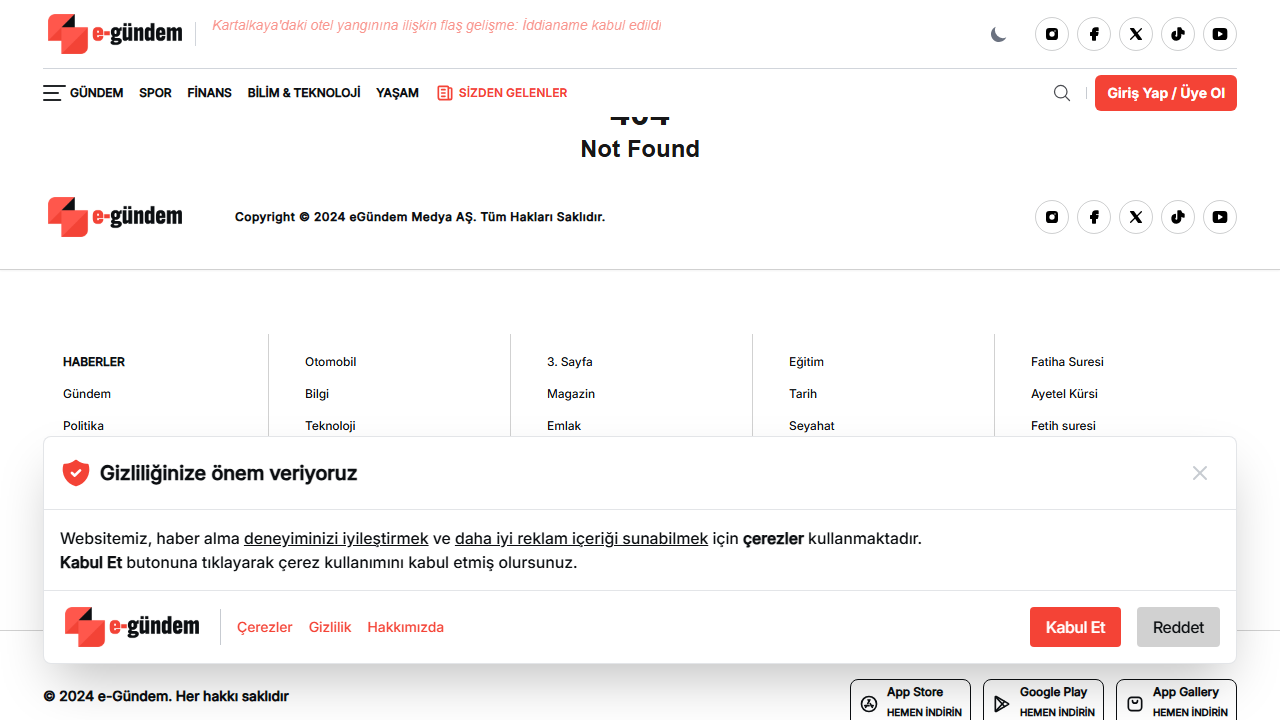 e-gündem
Kartalkaya'daki otel yangınına ilişkin flaş gelişme: İddianame kabul edildi
GÜNDEM SPOR FİNANS BİLİM & TEKNOLOJİ YAŞAM SİZDEN GELENLER
Giriş Yap / Üye Ol
404
Not Found
e-gündem
Copyright © 2024 eGündem Medya AŞ. Tüm Hakları Saklıdır.
HABERLER Otomobil 3. Sayfa Eğitim Fatiha Suresi
Gündem Bilgi Magazin Tarih Ayetel Kürsi
Politika Teknoloji Emlak Seyahat Fetih suresi
Gizliliğinize önem veriyoruz
Websitemiz, haber alma deneyiminizi iyileştirmek ve daha iyi reklam içeriği sunabilmek için çerezler kullanmaktadır.
Kabul Et butonuna tıklayarak çerez kullanımını kabul etmiş olursunuz.
e-gündem Çerezler Gizlilik Hakkımızda Kabul Et Reddet
© 2024 e-Gündem. Her hakkı saklıdır
App Store Google Play App Gallery
HEMEN İNDİRİN HEMEN İNDİRİN HEMEN İNDİRİN